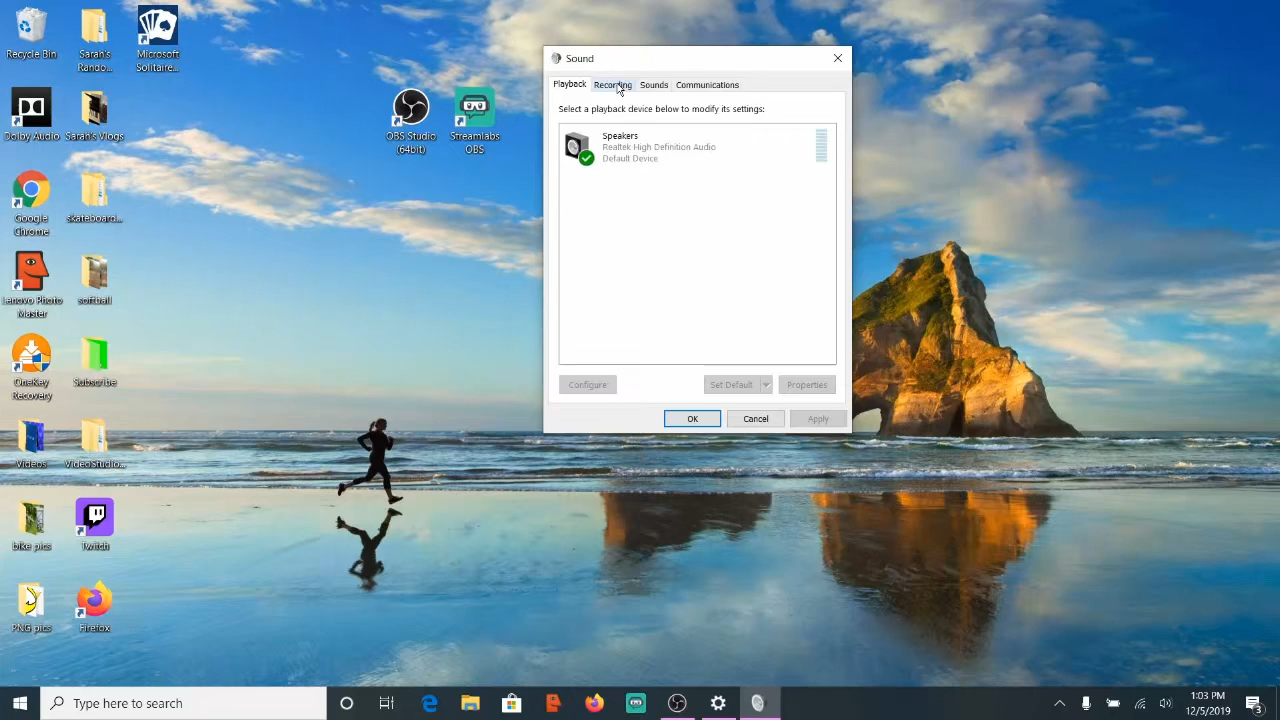 Recycle Bin
Sarah's
Rando...
Microsoft
Solitaire...
Dolby Audio
Sarah's Vlogs
OBS Studio
(64bit)
Streamlabs
OBS
Google
Chrome
skateboard...
Lenovo Photo
Master
softball
OneKey
Recovery
Subscribe
Videos
VideoStudio...
bike pics
Twitch
PNG pics
Firefox
Sound
Playback
Recording
Sounds
Communications
Select a playback device below to modify its settings:
Speakers
Realtek High Definition Audio
Default Device
Configure
Set Default
Properties
OK
Cancel
Apply
Type here to search
1:03 PM
12/5/2019
3